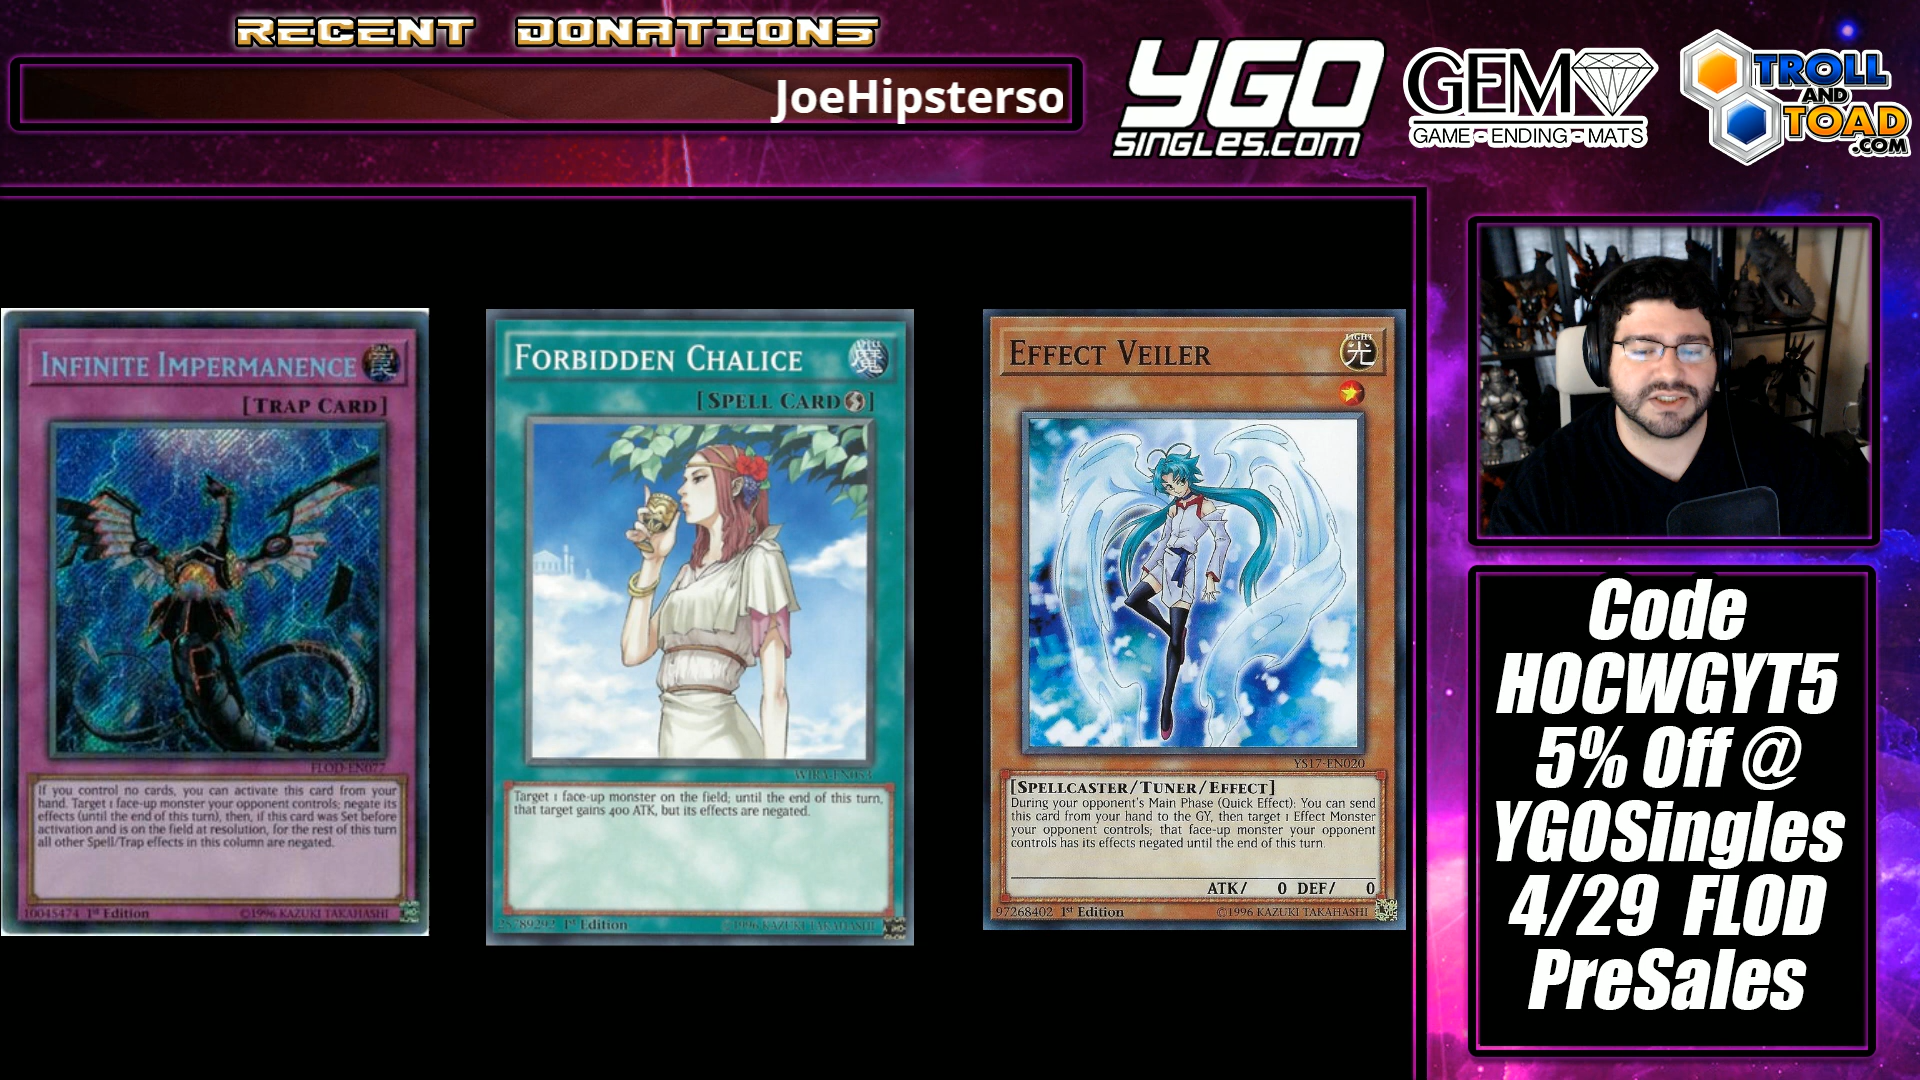 RECENT DONATIONS
JoeHipsterso
YGO
SINGLES.COM
GEM
GAME - ENDING - MATS
TROLL
AND
TOAD
.COM
INFINITE IMPERMANENCE
[TRAP CARD]
FLOD-EN077
If you control no cards, you can activate this card from your
hand. Target 1 face-up monster your opponent controls; negate its
effects (until the end of this turn), then, if this card was Set before
activation and is on the field at resolution, for the rest of this turn
all other Spell/Trap effects in this column are negated.
10045474 1st Edition ©1996 KAZUKI TAKAHASHI
FORBIDDEN CHALICE
魔
[SPELL CARD]
WIRA-EN053
Target 1 face-up monster on the field; until the end of this turn,
that target gains 400 ATK, but its effects are negated.
25789292 1st Edition ©1996 KAZUKI TAKAHASHI
EFFECT VEILER
LIGHT
光
YS17-EN020
[SPELLCASTER/TUNER/EFFECT]
During your opponent's Main Phase (Quick Effect): You can send
this card from your hand to the GY, then target 1 Effect Monster
your opponent controls; that face-up monster your opponent
controls has its effects negated until the end of this turn.
ATK/ 0 DEF/ 0
97268402 1st Edition ©1996 KAZUKI TAKAHASHI
Code
HOCWGYT5
5% Off @
YGOSingles
4/29 FLOD
PreSales